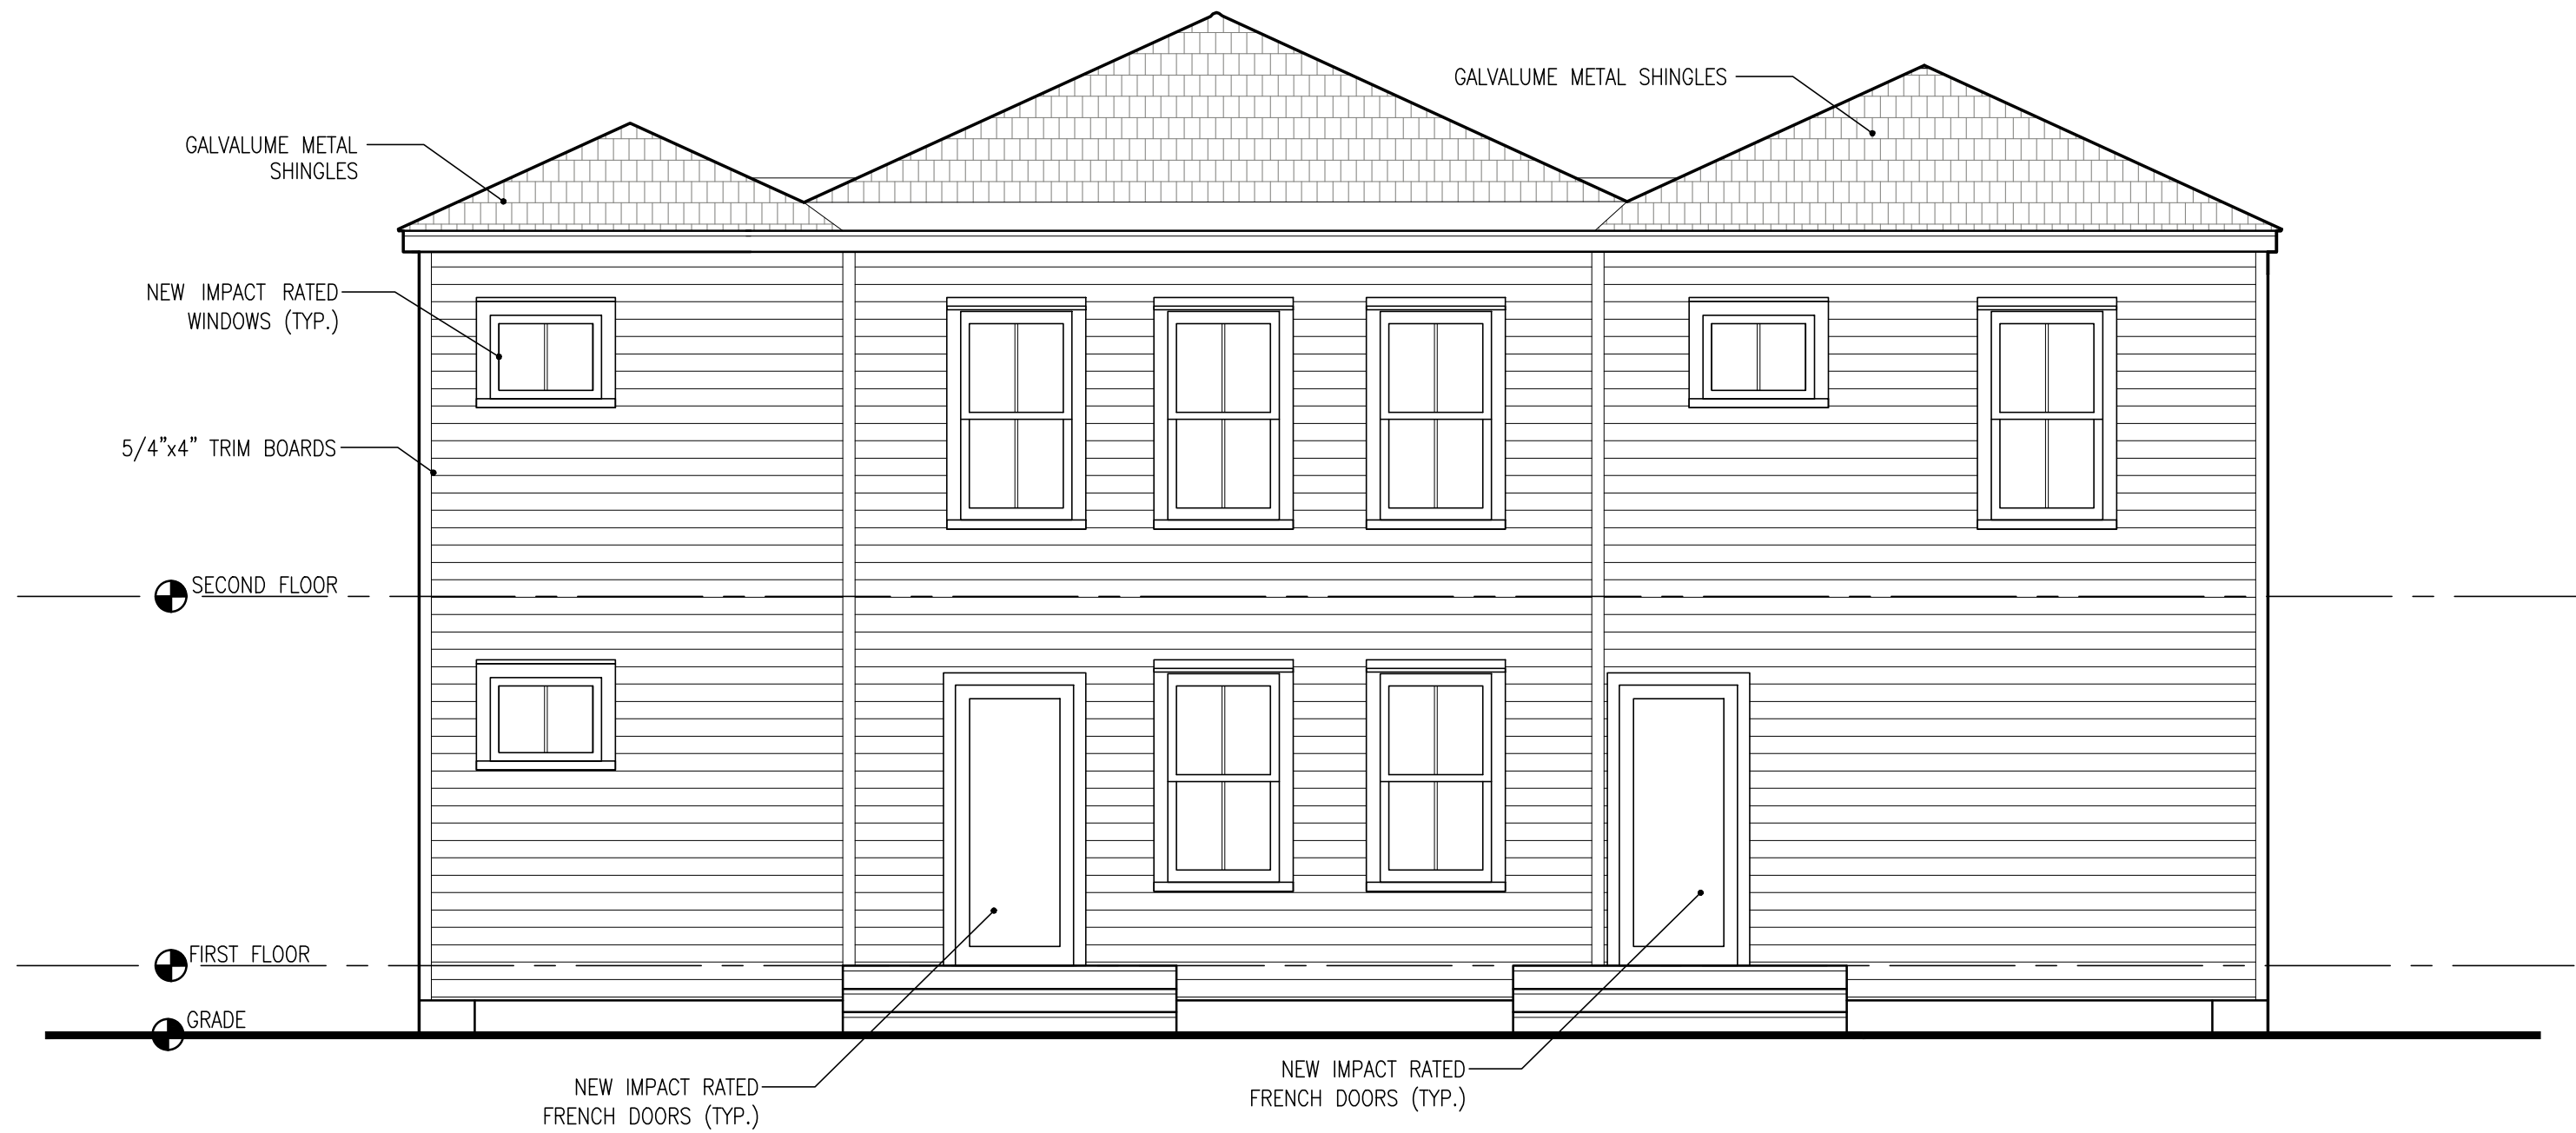 GALVALUME METAL SHINGLES
GALVALUME METAL
SHINGLES
NEW IMPACT RATED
WINDOWS (TYP.)
5/4"x4" TRIM BOARDS
SECOND FLOOR
FIRST FLOOR
GRADE
NEW IMPACT RATED
FRENCH DOORS (TYP.)
NEW IMPACT RATED
FRENCH DOORS (TYP.)